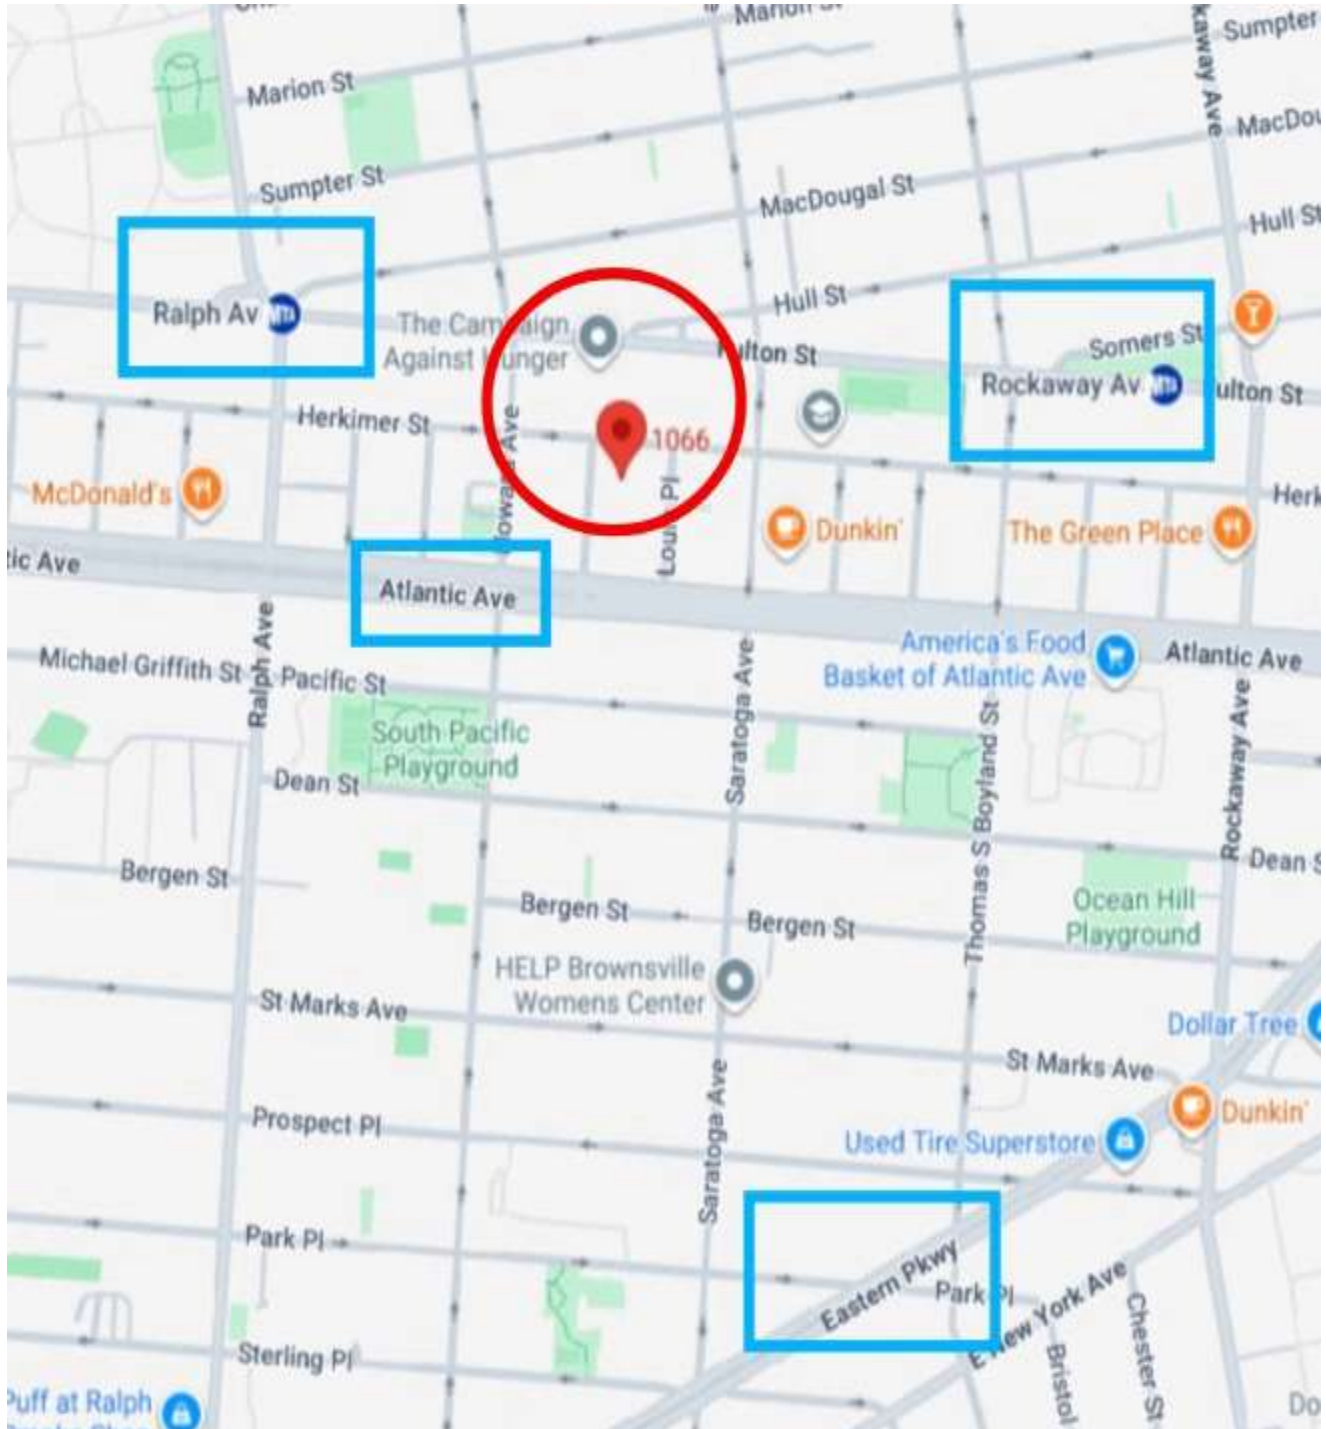 Marion St
Sumpter
Marion St
kaway Ave
MacDou
Sumpter St
MacDougal St
Hull St
Hull St
Ralph Av
The Campaign
Against Hunger
Fulton St
Somers St
Rockaway Av
ulton St
Herkimer St
1066
Howard Ave
McDonald's
Louis Pl
Dunkin'
The Green Place
Herk
tic Ave
Atlantic Ave
Ralph Ave
America's Food
Basket of Atlantic Ave
Atlantic Ave
Michael Griffith St
Pacific St
Saratoga Ave
South Pacific
Playground
Thomas S Boyland St
Rockaway Ave
Dean St
Dean S
Bergen St
Bergen St
Bergen St
Ocean Hill
Playground
HELP Brownsville
Womens Center
St Marks Ave
Dollar Tree
St Marks Ave
Saratoga Ave
Prospect Pl
Used Tire Superstore
Dunkin'
Park Pl
Eastern Pkwy
Park Pl
E New York Ave
Chester St
Sterling Pl
Bristol
Puff at Ralph
Do